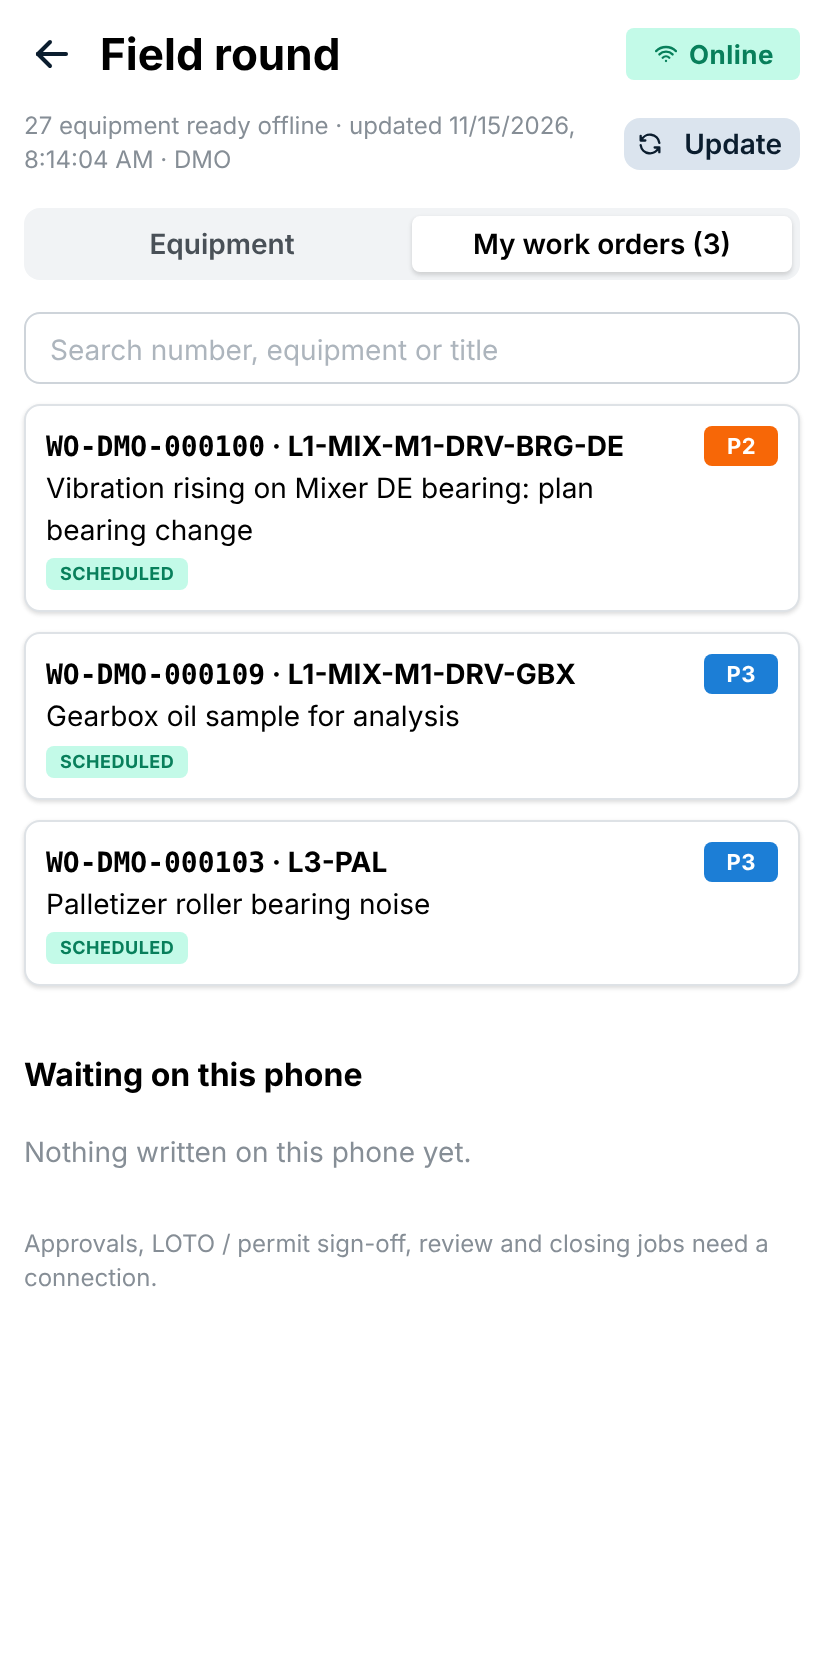 Field round
Online
27 equipment ready offline · updated 11/15/2026,
8:14:04 AM · DMO
Update
Equipment
My work orders (3)
Search number, equipment or title
WO-DMO-000100 · L1-MIX-M1-DRV-BRG-DE
P2
Vibration rising on Mixer DE bearing: plan
bearing change
SCHEDULED
WO-DMO-000109 · L1-MIX-M1-DRV-GBX
P3
Gearbox oil sample for analysis
SCHEDULED
WO-DMO-000103 · L3-PAL
P3
Palletizer roller bearing noise
SCHEDULED
Waiting on this phone
Nothing written on this phone yet.
Approvals, LOTO / permit sign-off, review and closing jobs need a
connection.